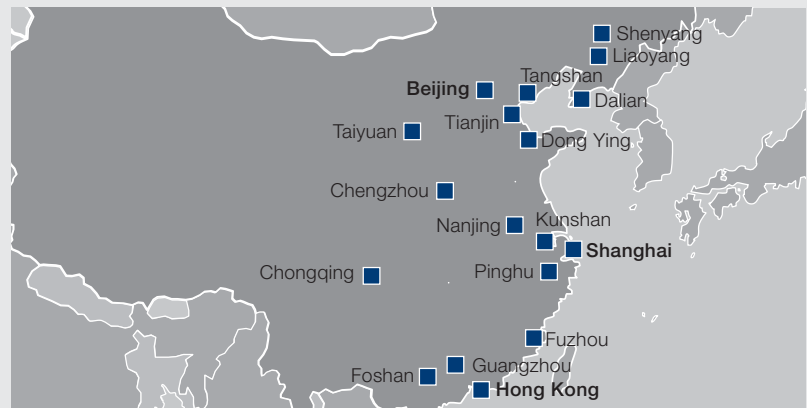 Shenyang
Liaoyang
Tangshan
Beijing
Dalian
Tianjin
Taiyuan
Dong Ying
Chengzhou
Kunshan
Nanjing
Shanghai
Chongqing
Pinghu
Fuzhou
Guangzhou
Foshan
Hong Kong